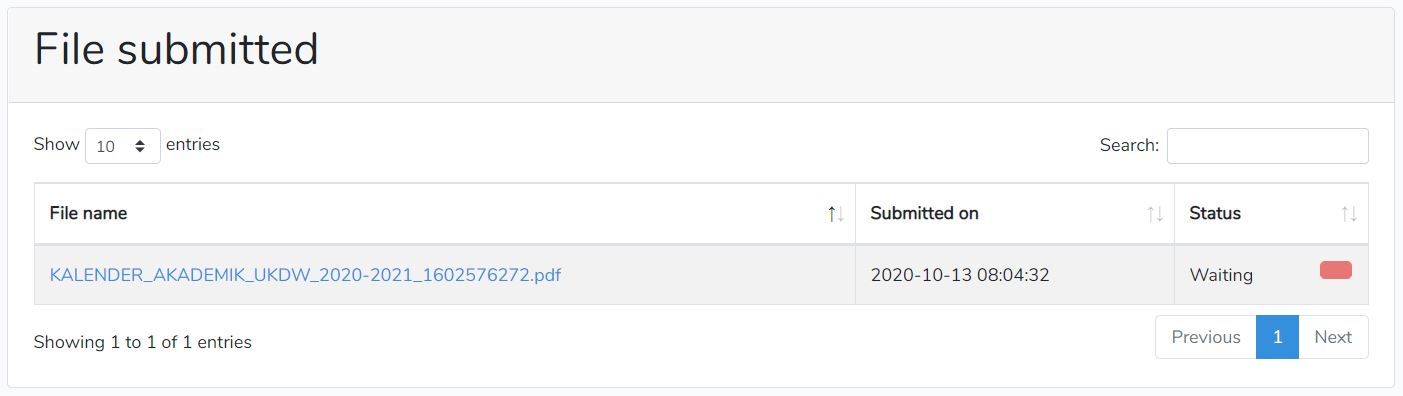 File submitted
Show 10 entries
Search:
File name Submitted on Status
KALENDER_AKADEMIK_UKDW_2020-2021_1602576272.pdf 2020-10-13 08:04:32 Waiting
Showing 1 to 1 of 1 entries
Previous 1 Next